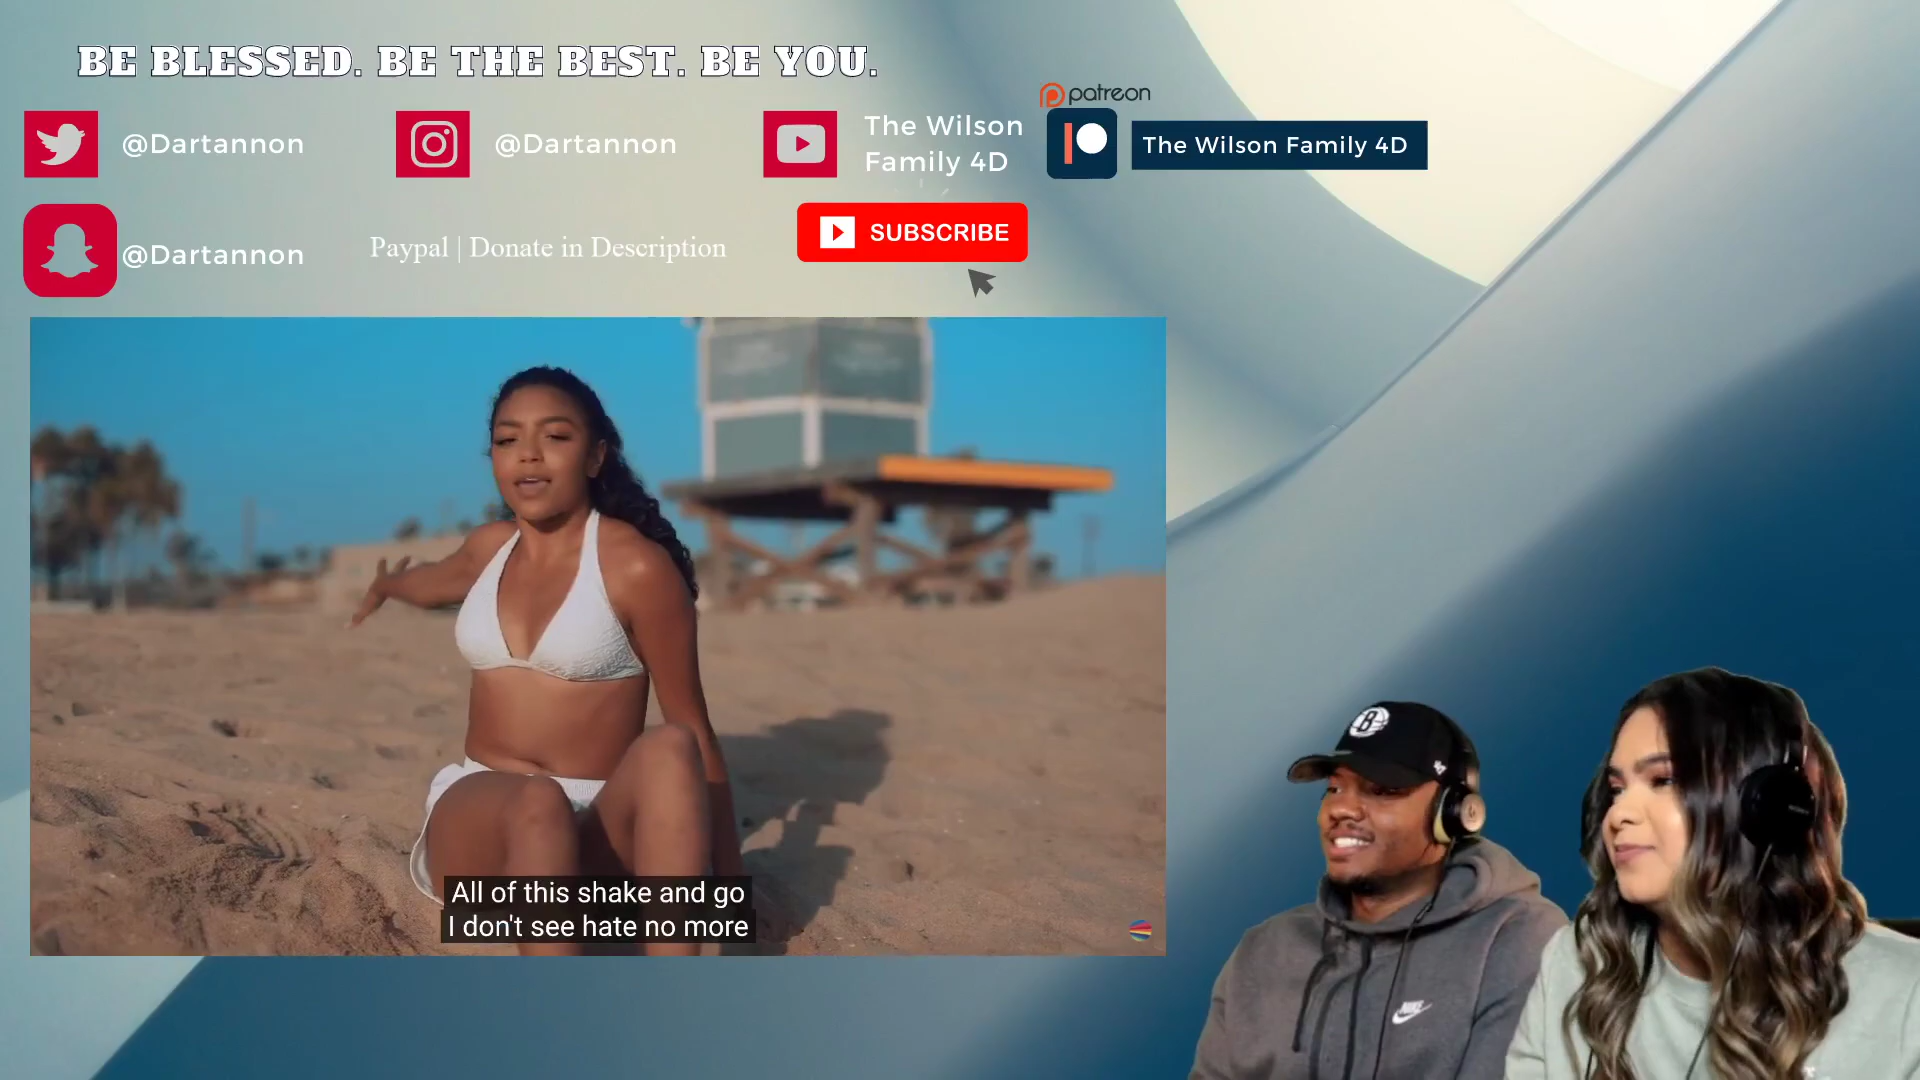 BE BLESSED. BE THE BEST. BE YOU.
patreon
@Dartannon
@Dartannon
The Wilson
Family 4D
The Wilson Family 4D
@Dartannon
Paypal | Donate in Description
SUBSCRIBE
B
All of this shake and go
I don't see hate no more
NIKE